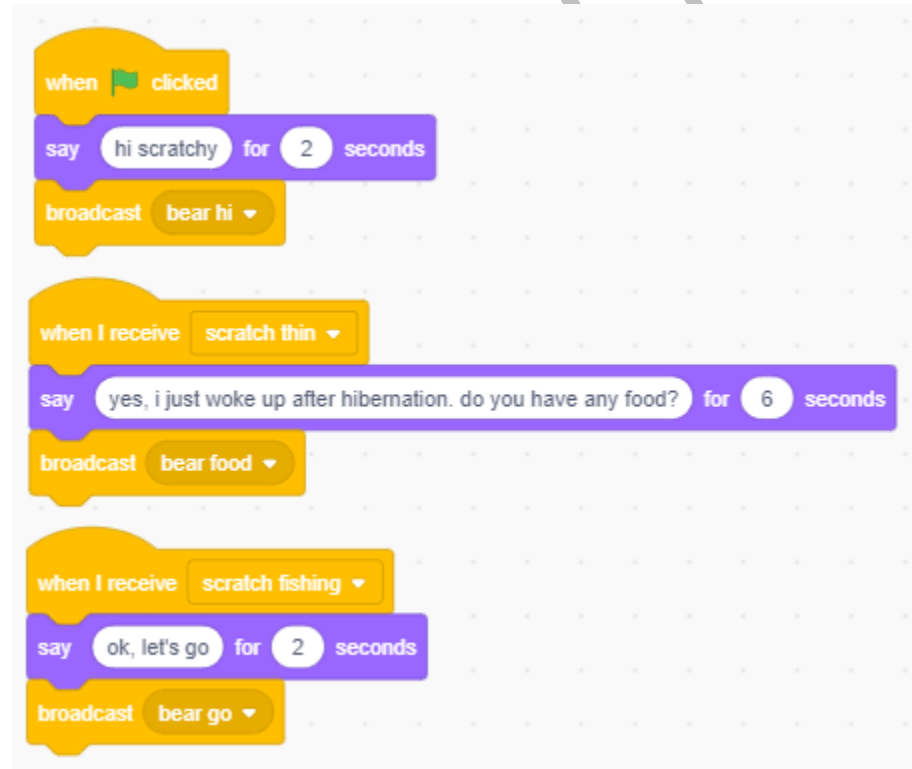 when clicked
say hi scratchy for 2 seconds
broadcast bear hi
when I receive scratch thin
say yes, i just woke up after hibernation. do you have any food? for 6 seconds
broadcast bear food
when I receive scratch fishing
say ok, let's go for 2 seconds
broadcast bear go